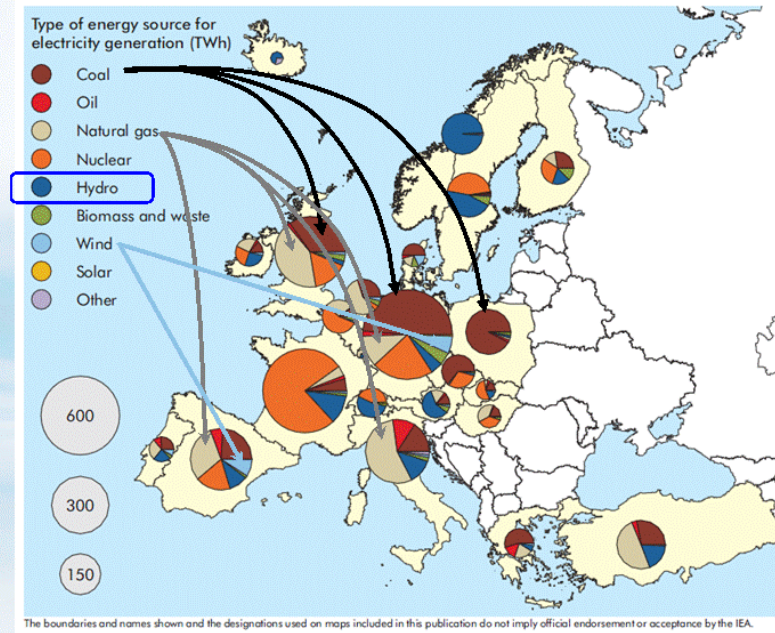 Type of energy source for
electricity generation (TWh)
Coal
Oil
Natural gas
Nuclear
Hydro
Biomass and waste
Wind
Solar
Other
600
300
150
The boundaries and names shown and the designations used on maps included in this publication do not imply official endorsement or acceptance by the IEA.